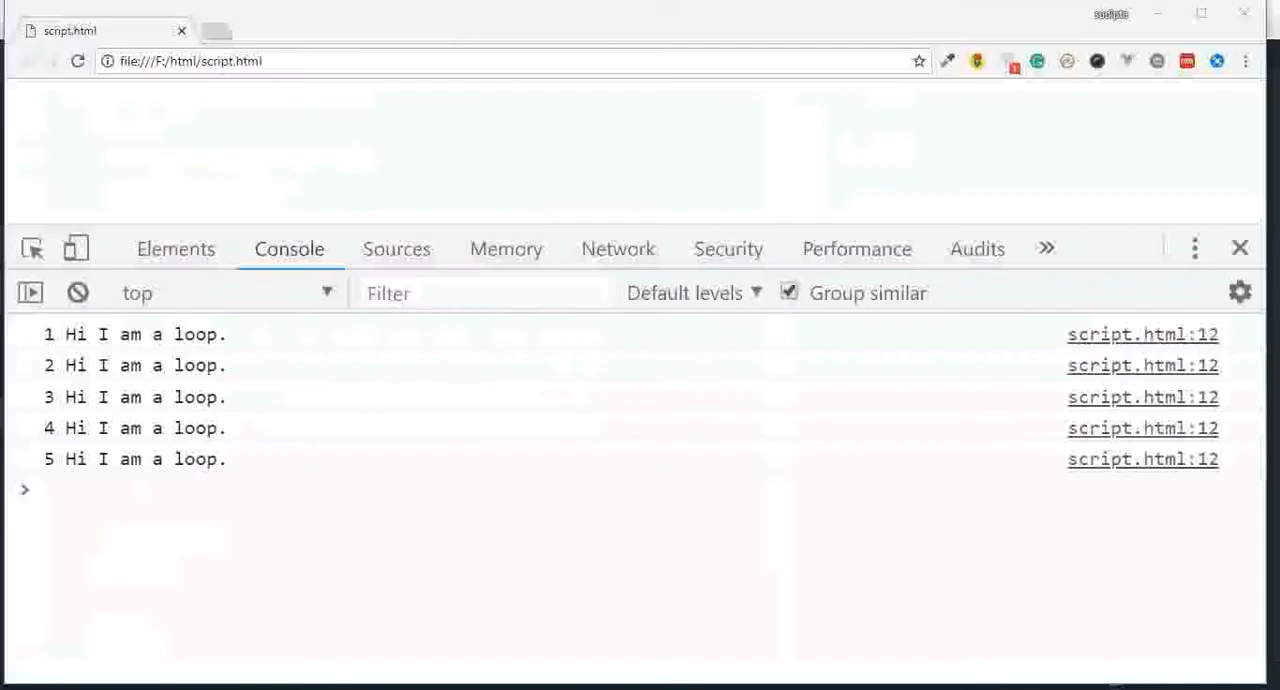 sudipta
script.html
file:///F:/html/script.html
Elements Console Sources Memory Network Security Performance Audits
top Filter Default levels Group similar
1 Hi I am a loop. script.html:12
2 Hi I am a loop. script.html:12
3 Hi I am a loop. script.html:12
4 Hi I am a loop. script.html:12
5 Hi I am a loop. script.html:12